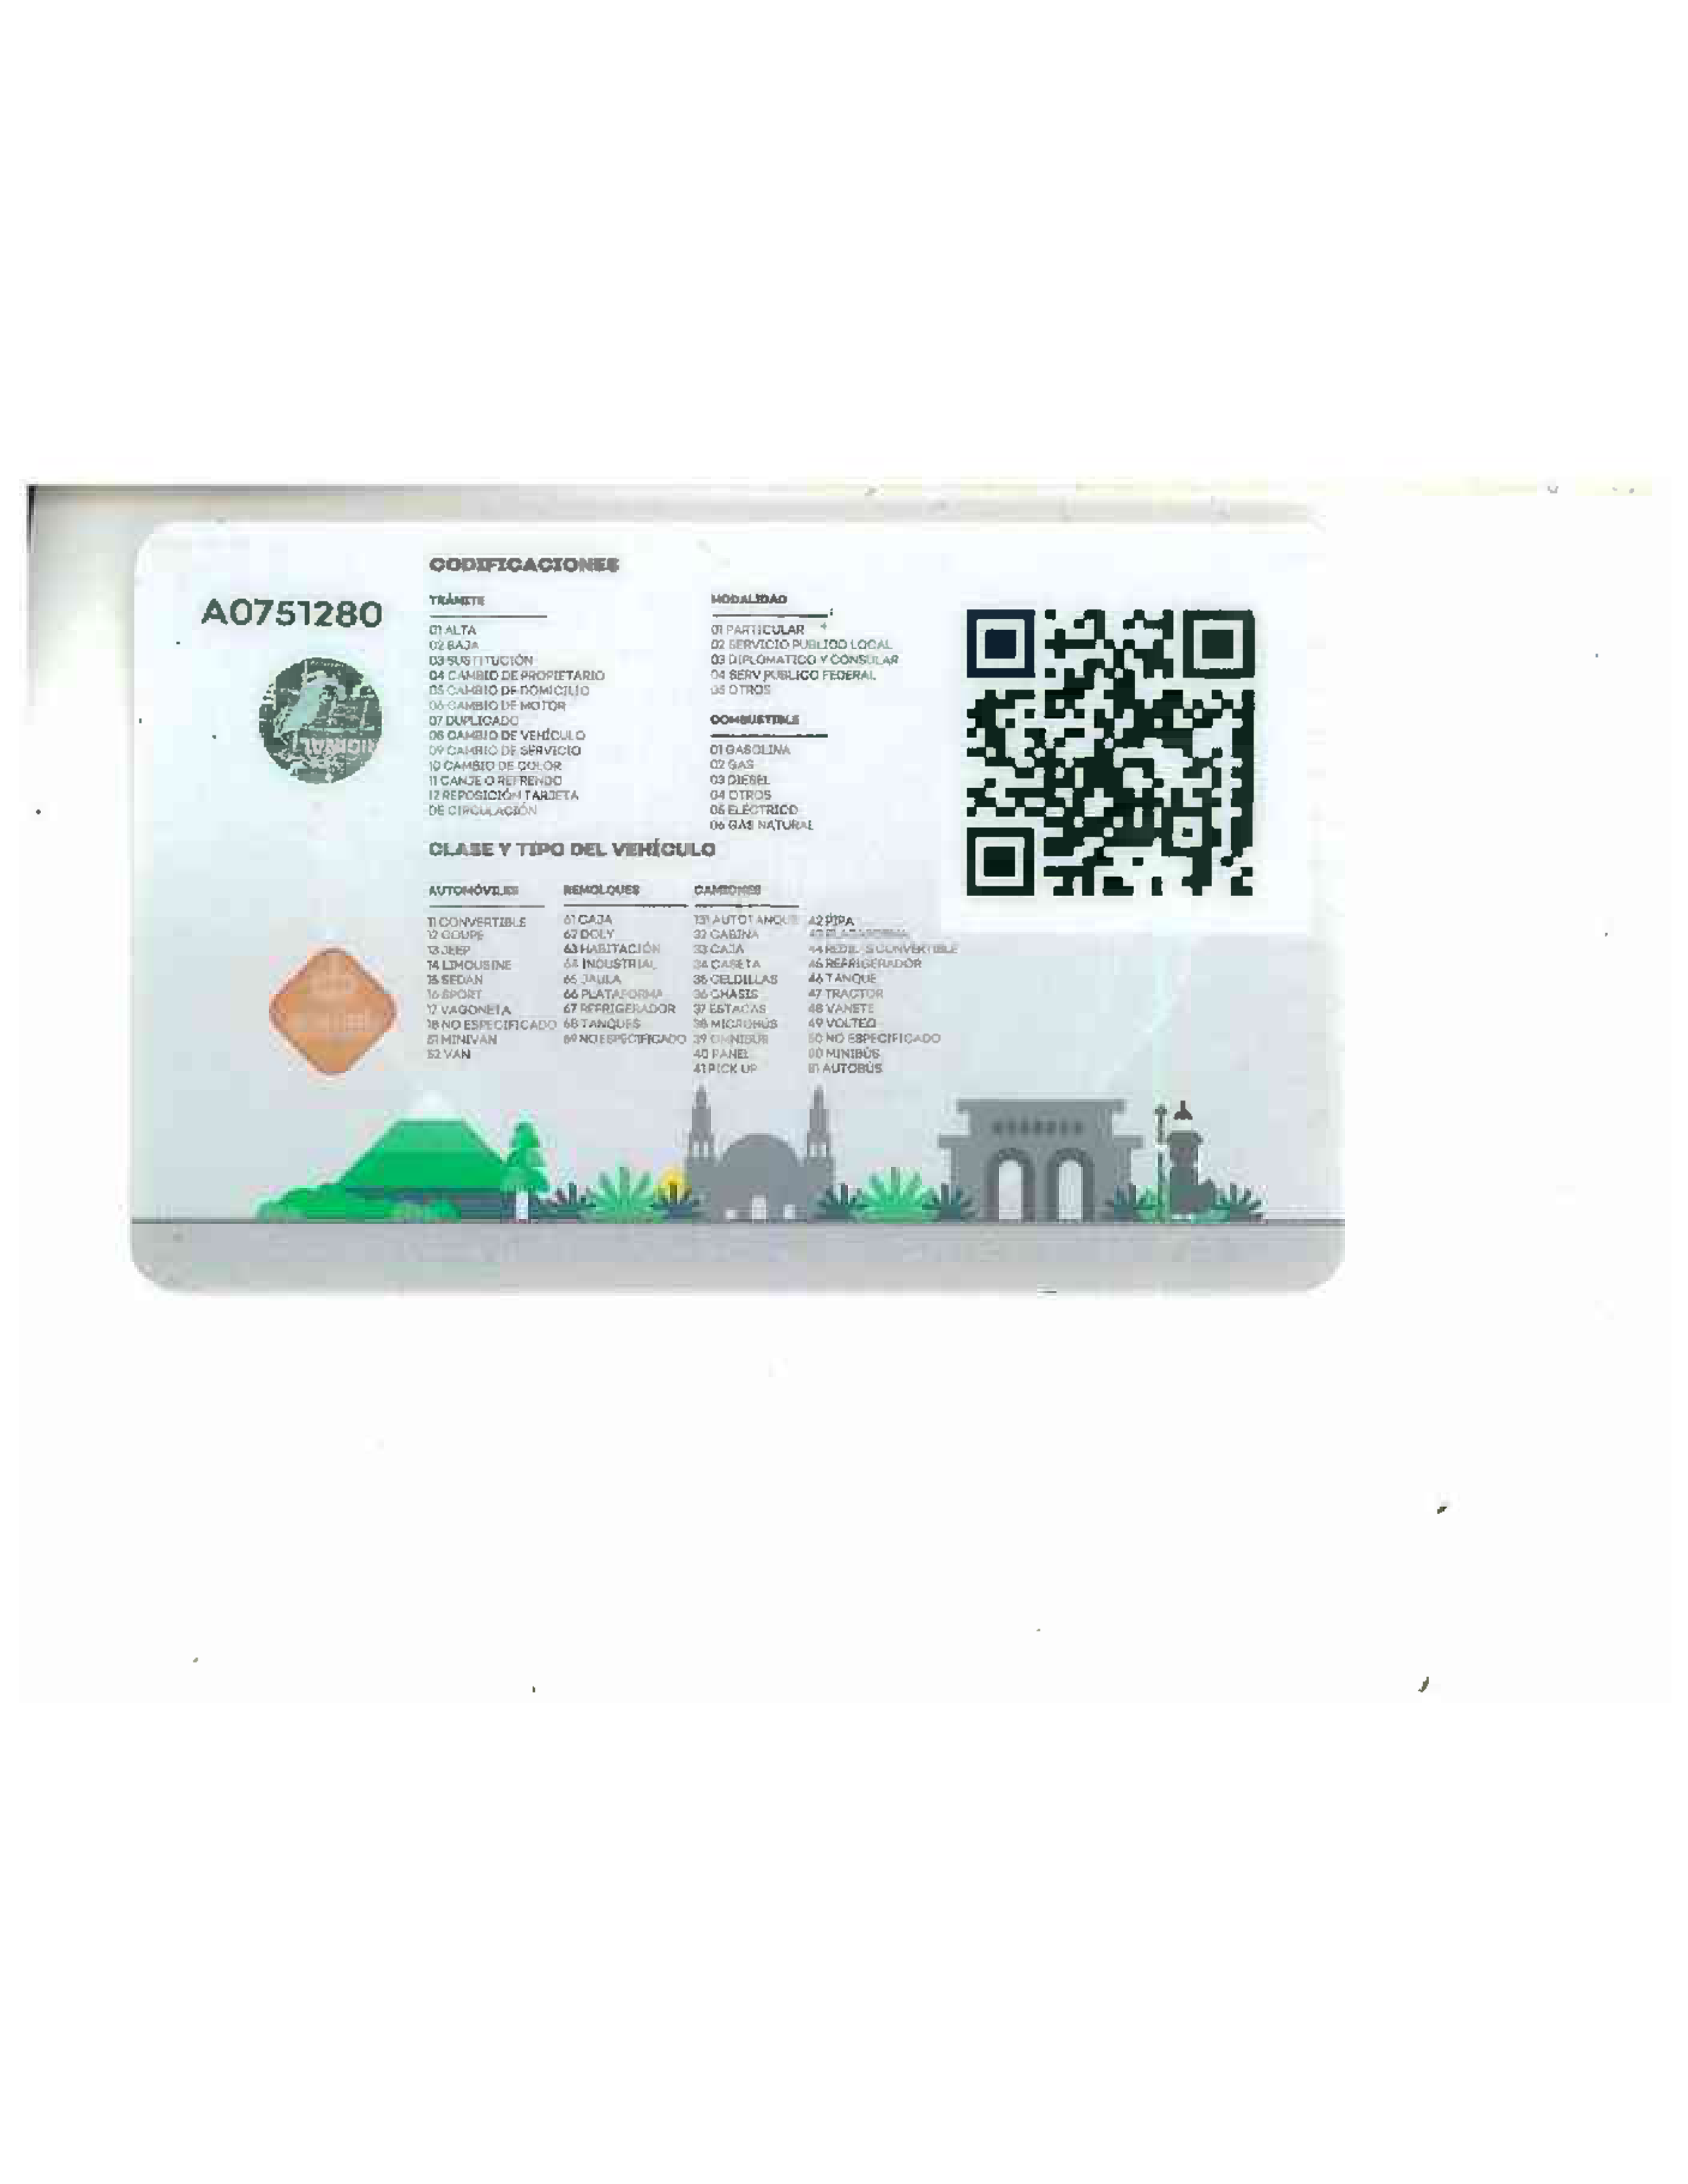 A0751280
CODIFICACIONES
TRÁMITE
01 ALTA
02 BAJA
03 SUSTITUCIÓN
04 CAMBIO DE PROPIETARIO
05 CAMBIO DE DOMICILIO
06 CAMBIO DE MOTOR
07 DUPLICADO
08 CAMBIO DE VEHÍCULO
09 CAMBIO DE SERVICIO
10 CAMBIO DE COLOR
11 CANJE O REFRENDO
12 REPOSICIÓN TARJETA
DE CIRCULACIÓN
MODALIDAD
01 PARTICULAR
02 SERVICIO PUBLICO LOCAL
03 DIPLOMATICO Y CONSULAR
04 SERV PUBLICO FEDERAL
05 OTROS
COMBUSTIBLE
01 GASOLINA
02 GAS
03 DIESEL
04 OTROS
05 ELÉCTRICO
06 GAS NATURAL
CLASE Y TIPO DEL VEHÍCULO
AUTOMÓVILES
11 CONVERTIBLE
12 COUPE
13 JEEP
14 LIMOUSINE
15 SEDAN
16 SPORT
17 VAGONETA
18 NO ESPECIFICADO
51 MINIVAN
52 VAN
REMOLQUES
61 CAJA
62 DOLY
63 HABITACIÓN
64 INDUSTRIAL
65 JAULA
66 PLATAFORMA
67 REFRIGERADOR
68 TANQUES
69 NO ESPECIFICADO
CAMIONES
131 AUTOTANQUE
32 CABINA
33 CAJA
34 CASETA
35 CELDILLAS
36 CHASIS
37 ESTACAS
38 MICROBÚS
39 OMNIBUS
40 PANEL
41 PICK UP
42 PIPA
43 PLATAFORMA
44 REDILAS CONVERTIBLE
45 REFRIGERADOR
46 TANQUE
47 TRACTOR
48 VANETE
49 VOLTEO
50 NO ESPECIFICADO
80 MINIBÚS
81 AUTOBÚS